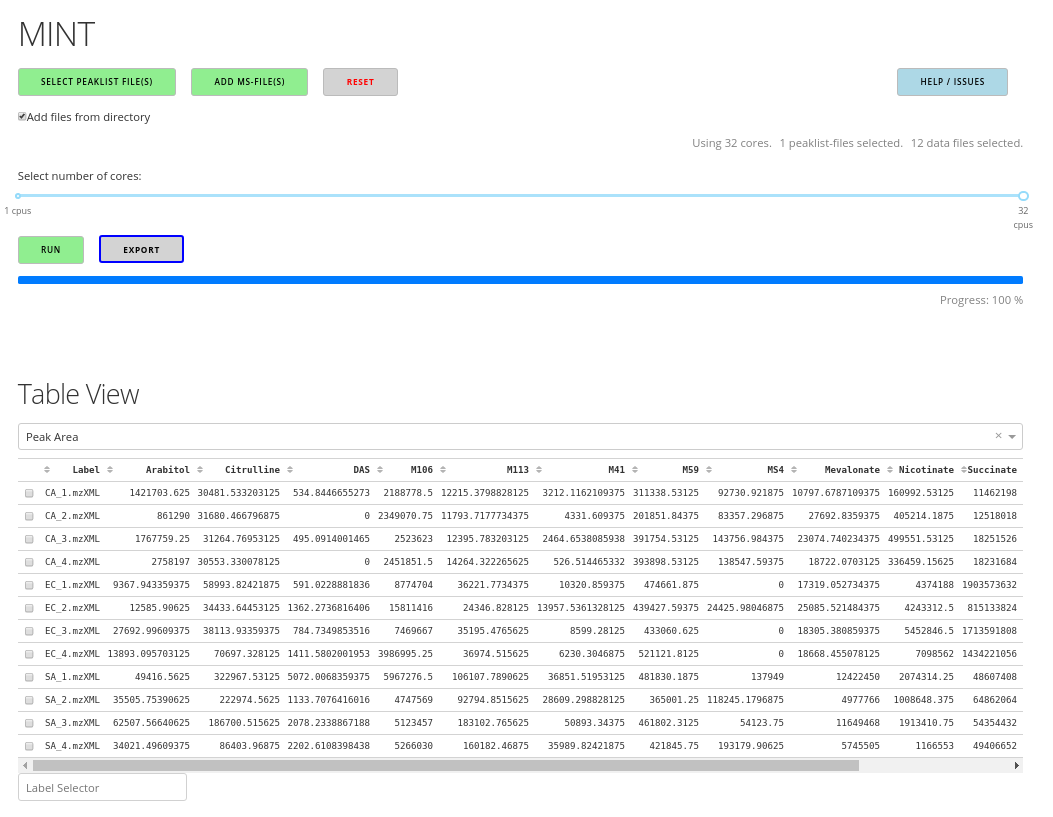 MINT
SELECT PEAKLIST FILE(S) ADD MS-FILE(S) RESET HELP / ISSUES
Add files from directory
Using 32 cores. 1 peaklist-files selected. 12 data files selected.
Select number of cores:
1 cpus 32
cpus
RUN EXPORT
Progress: 100 %
Table View
Peak Area ×
Label Arabitol Citrulline DAS M106 M113 M41 M59 MS4 Mevalonate Nicotinate Succinate
CA_1.mzXML 1421703.625 30481.533203125 534.8446655273 2188778.5 12215.3798828125 3212.1162109375 311338.53125 92730.921875 10797.6787109375 160992.53125 11462198
CA_2.mzXML 861290 31680.466796875 0 2349070.75 11793.7177734375 4331.609375 201851.84375 83357.296875 27692.8359375 405214.1875 12518018
CA_3.mzXML 1767759.25 31264.76953125 495.0914001465 2523623 12395.783203125 2464.6538085938 391754.53125 143756.984375 23074.740234375 499551.53125 18251526
CA_4.mzXML 2758197 30553.330078125 0 2451851.5 14264.322265625 526.514465332 393898.53125 138547.59375 18722.0703125 336459.15625 18231684
EC_1.mzXML 9367.943359375 58993.82421875 591.0228881836 8774704 36221.7734375 10320.859375 474661.875 0 17319.052734375 4374188 1903573632
EC_2.mzXML 12585.90625 34433.64453125 1362.2736816406 15811416 24346.828125 13957.5361328125 439427.59375 24425.98046875 25085.521484375 4243312.5 815133824
EC_3.mzXML 27692.99609375 38113.93359375 784.7349853516 7469667 35195.4765625 8599.28125 433060.625 0 18305.380859375 5452846.5 1713591808
EC_4.mzXML 13893.095703125 70697.328125 1411.5802001953 3986995.25 36974.515625 6230.3046875 521121.8125 0 18668.455078125 7098562 1434221056
SA_1.mzXML 49416.5625 322967.53125 5072.0068359375 5967276.5 106107.7890625 36851.51953125 481830.1875 137949 12422450 2074314.25 48607408
SA_2.mzXML 35505.75390625 222974.5625 1133.7076416016 4747569 92794.8515625 28609.298828125 365001.25 118245.1796875 4977766 1008648.375 64862064
SA_3.mzXML 62507.56640625 186700.515625 2078.2338867188 5123457 183102.765625 50893.34375 461802.3125 54123.75 11649468 1913410.75 54354432
SA_4.mzXML 34021.49609375 86403.96875 2202.6108398438 5266030 160182.46875 35989.82421875 421845.75 193179.90625 5745505 1166553 49406652
Label Selector